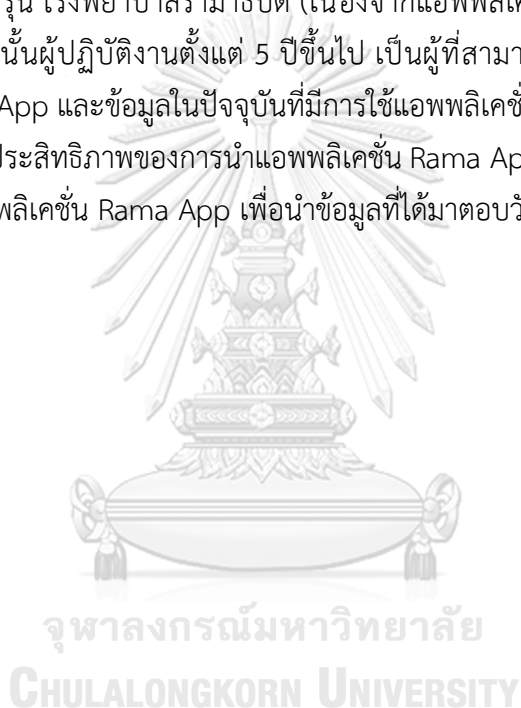 รุ่น โรงพยาบาลรามาธิบดี (เนื่องจากแอพพลิเค
นั้นผู้ปฏิบัติงานตั้งแต่ 5 ปีขึ้นไป เป็นผู้ที่สามา
App และข้อมูลในปัจจุบันที่มีการใช้แอพพลิเคชั่
ประสิทธิภาพของการนำแอพพลิเคชั่น Rama Ap
พลิเคชั่น Rama App เพื่อนำข้อมูลที่ได้มาตอบวั
จุฬาลงกรณ์มหาวิทยาลัย
CHULALONGKORN UNIVERSITY